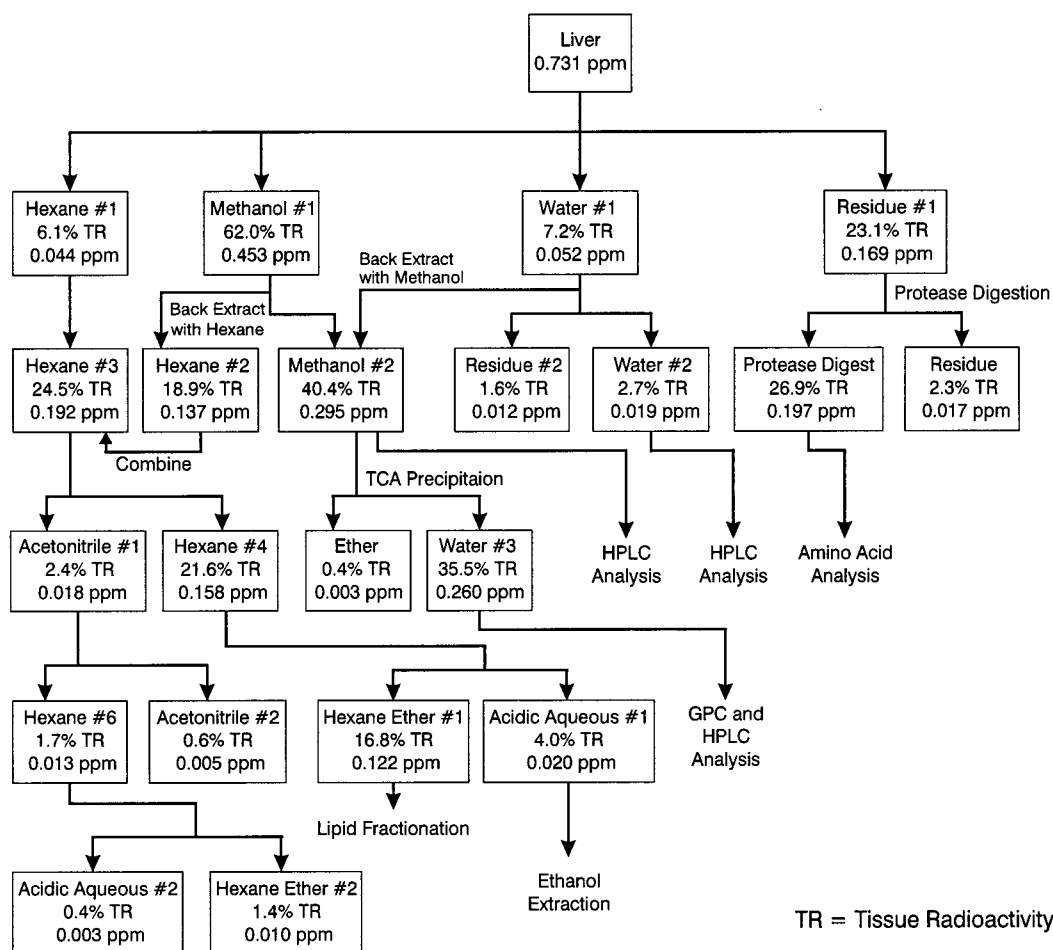 Liver
0.731 ppm
Hexane #1
6.1% TR
0.044 ppm
Methanol #1
62.0% TR
0.453 ppm
Water #1
7.2% TR
0.052 ppm
Residue #1
23.1% TR
0.169 ppm
Back Extract
with Hexane
Back Extract
with Methanol
Protease Digestion
Hexane #3
24.5% TR
0.192 ppm
Hexane #2
18.9% TR
0.137 ppm
Methanol #2
40.4% TR
0.295 ppm
Residue #2
1.6% TR
0.012 ppm
Water #2
2.7% TR
0.019 ppm
Protease Digest
26.9% TR
0.197 ppm
Residue
2.3% TR
0.017 ppm
Combine
TCA Precipitaion
Acetonitrile #1
2.4% TR
0.018 ppm
Hexane #4
21.6% TR
0.158 ppm
Ether
0.4% TR
0.003 ppm
Water #3
35.5% TR
0.260 ppm
HPLC
Analysis
HPLC
Analysis
Amino Acid
Analysis
Hexane #6
1.7% TR
0.013 ppm
Acetonitrile #2
0.6% TR
0.005 ppm
Hexane Ether #1
16.8% TR
0.122 ppm
Acidic Aqueous #1
4.0% TR
0.020 ppm
GPC and
HPLC
Analysis
Lipid Fractionation
Acidic Aqueous #2
0.4% TR
0.003 ppm
Hexane Ether #2
1.4% TR
0.010 ppm
Ethanol
Extraction
TR = Tissue Radioactivity